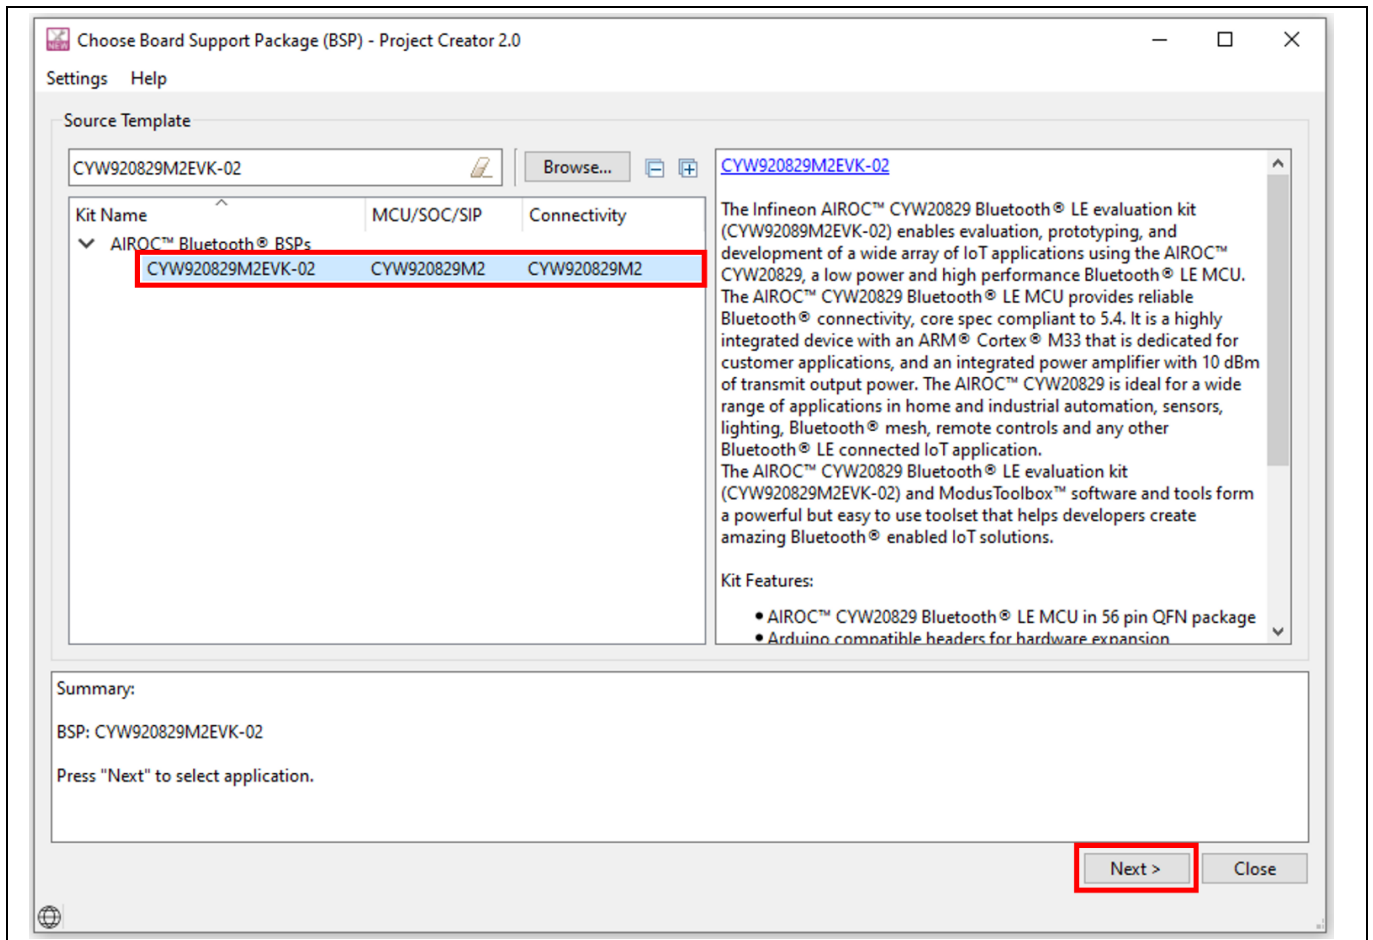 Choose Board Support Package (BSP) - Project Creator 2.0
Settings Help
Source Template
CYW920829M2EVK-02
Browse...
Kit Name MCU/SOC/SIP Connectivity
AIROC™ Bluetooth® BSPs
CYW920829M2EVK-02 CYW920829M2 CYW920829M2
CYW920829M2EVK-02
The Infineon AIROC™ CYW20829 Bluetooth® LE evaluation kit
(CYW92089M2EVK-02) enables evaluation, prototyping, and
development of a wide array of IoT applications using the AIROC™
CYW20829, a low power and high performance Bluetooth® LE MCU.
The AIROC™ CYW20829 Bluetooth® LE MCU provides reliable
Bluetooth® connectivity, core spec compliant to 5.4. It is a highly
integrated device with an ARM® Cortex® M33 that is dedicated for
customer applications, and an integrated power amplifier with 10 dBm
of transmit output power. The AIROC™ CYW20829 is ideal for a wide
range of applications in home and industrial automation, sensors,
lighting, Bluetooth® mesh, remote controls and any other
Bluetooth® LE connected IoT application.
The AIROC™ CYW20829 Bluetooth® LE evaluation kit
(CYW920829M2EVK-02) and ModusToolbox™ software and tools form
a powerful but easy to use toolset that helps developers create
amazing Bluetooth® enabled IoT solutions.
Kit Features:
• AIROC™ CYW20829 Bluetooth® LE MCU in 56 pin QFN package
• Arduino compatible headers for hardware expansion
Summary:
BSP: CYW920829M2EVK-02
Press "Next" to select application.
Next > Close